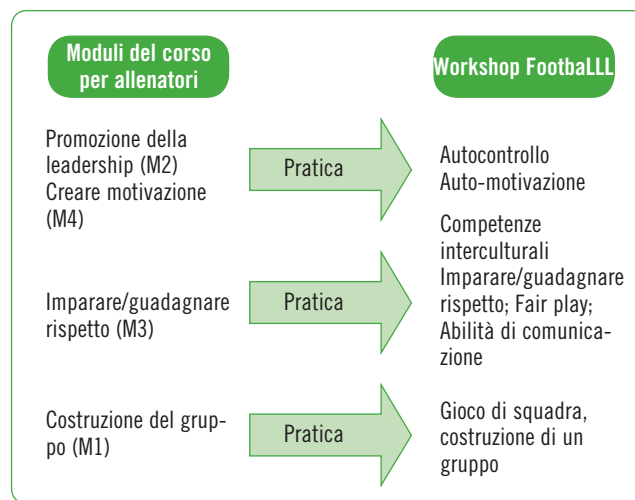 Moduli del corso
per allenatori
Workshop FootbaLLL
Promozione della
leadership (M2)
Creare motivazione
(M4)
Pratica
Autocontrollo
Auto-motivazione
Imparare/guadagnare
rispetto (M3)
Pratica
Competenze
interculturali
Imparare/guadagnare
rispetto; Fair play;
Abilità di comunica-
zione
Costruzione del grup-
po (M1)
Pratica
Gioco di squadra,
costruzione di un
gruppo